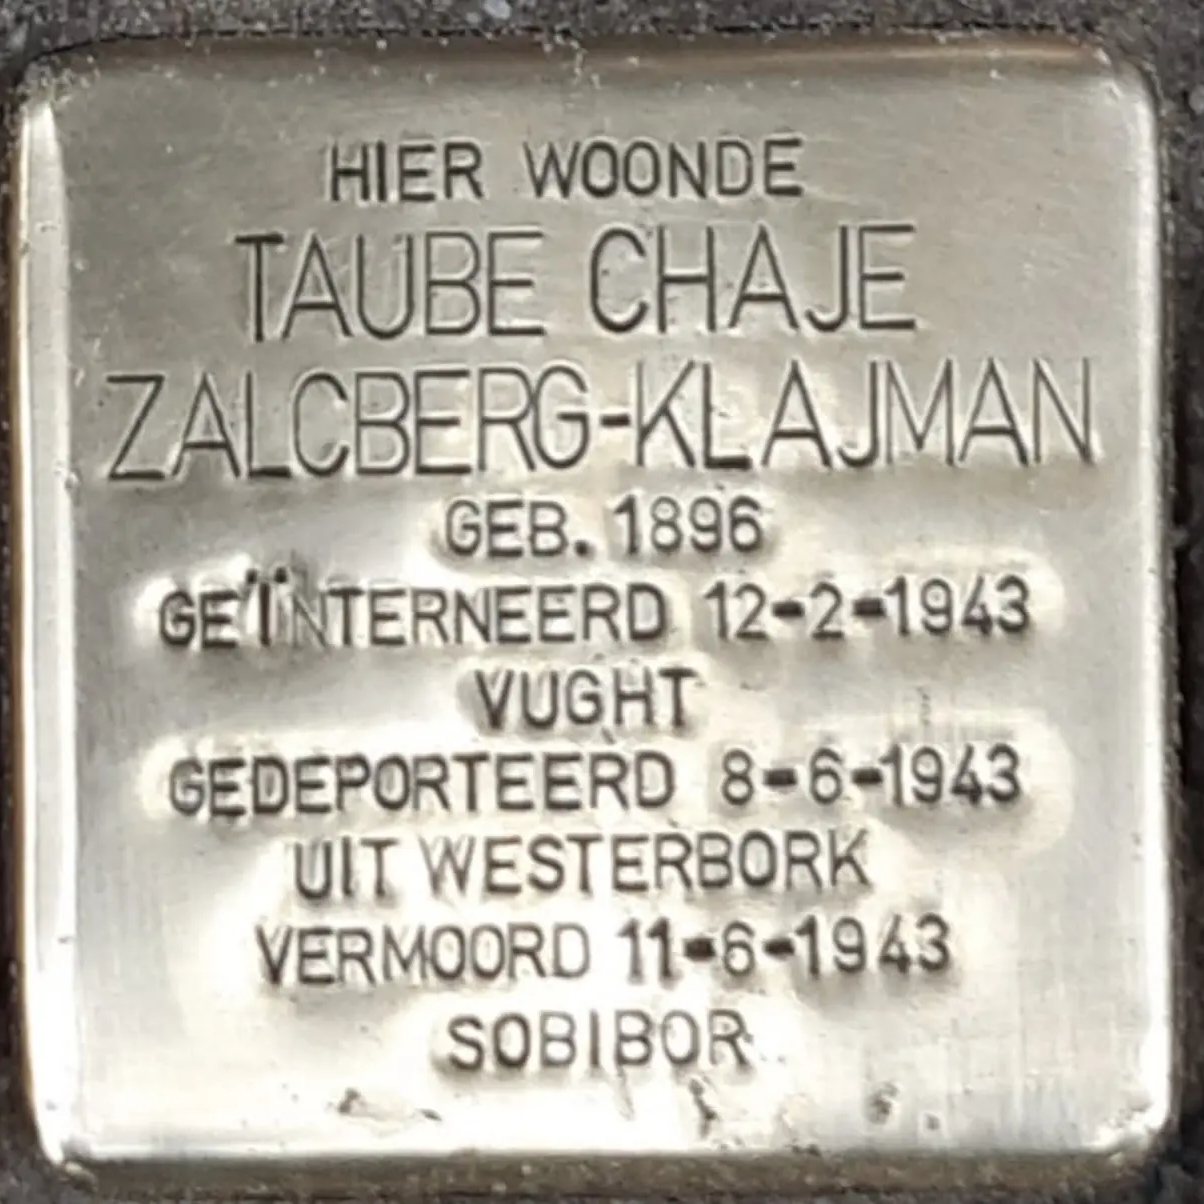 HIER WOONDE
TAUBE CHAJE
ZALCBERG-KLAJMAN
GEB. 1896
GEÏNTERNEERD 12-2-1943
VUGHT
GEDEPORTEERD 8-6-1943
UIT WESTERBORK
VERMOORD 11-6-1943
SOBIBOR